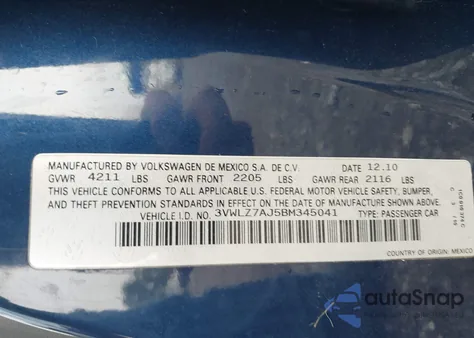 MANUFACTURED BY VOLKSWAGEN DE MEXICO S.A. DE C.V. DATE 12.10
GVWR 4211 LBS GAWR FRONT 2205 LBS GAWR REAR 2116 LBS
THIS VEHICLE CONFORMS TO ALL APPLICABLE U.S. FEDERAL MOTOR VEHICLE SAFETY, BUMPER,
AND THEFT PREVENTION STANDARDS IN EFFECT ON THE DATE OF MANUFACTURE SHOWN ABOVE.
VEHICLE I.D. NO.: 3VWLZ7AJ5BM345041 TYPE: PASSENGER CAR
COUNTRY OF ORIGIN: MEXICO
autoSnap